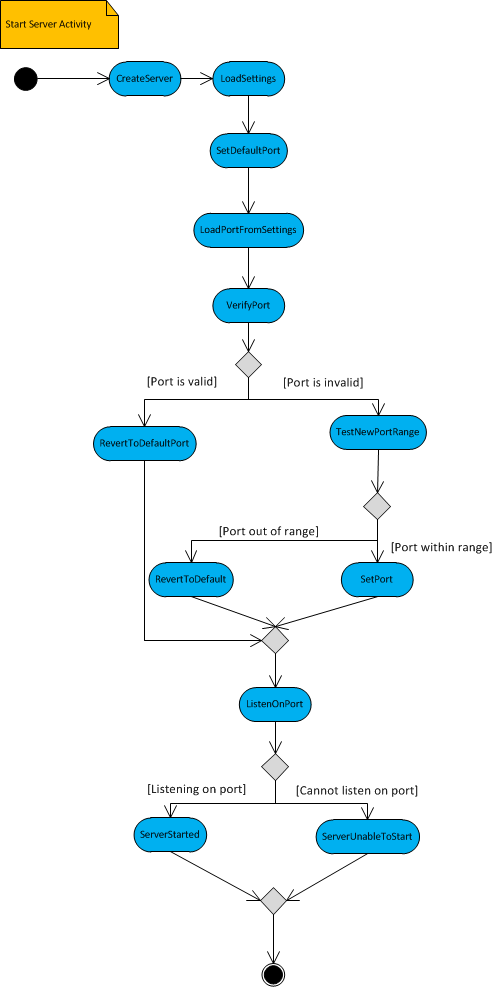 Start Server Activity
CreateServer
LoadSettings
SetDefaultPort
LoadPortFromSettings
VerifyPort
[Port is valid]
[Port is invalid]
RevertToDefaultPort
TestNewPortRange
[Port out of range]
[Port within range]
RevertToDefault
SetPort
ListenOnPort
[Listening on port]
[Cannot listen on port]
ServerStarted
ServerUnableToStart